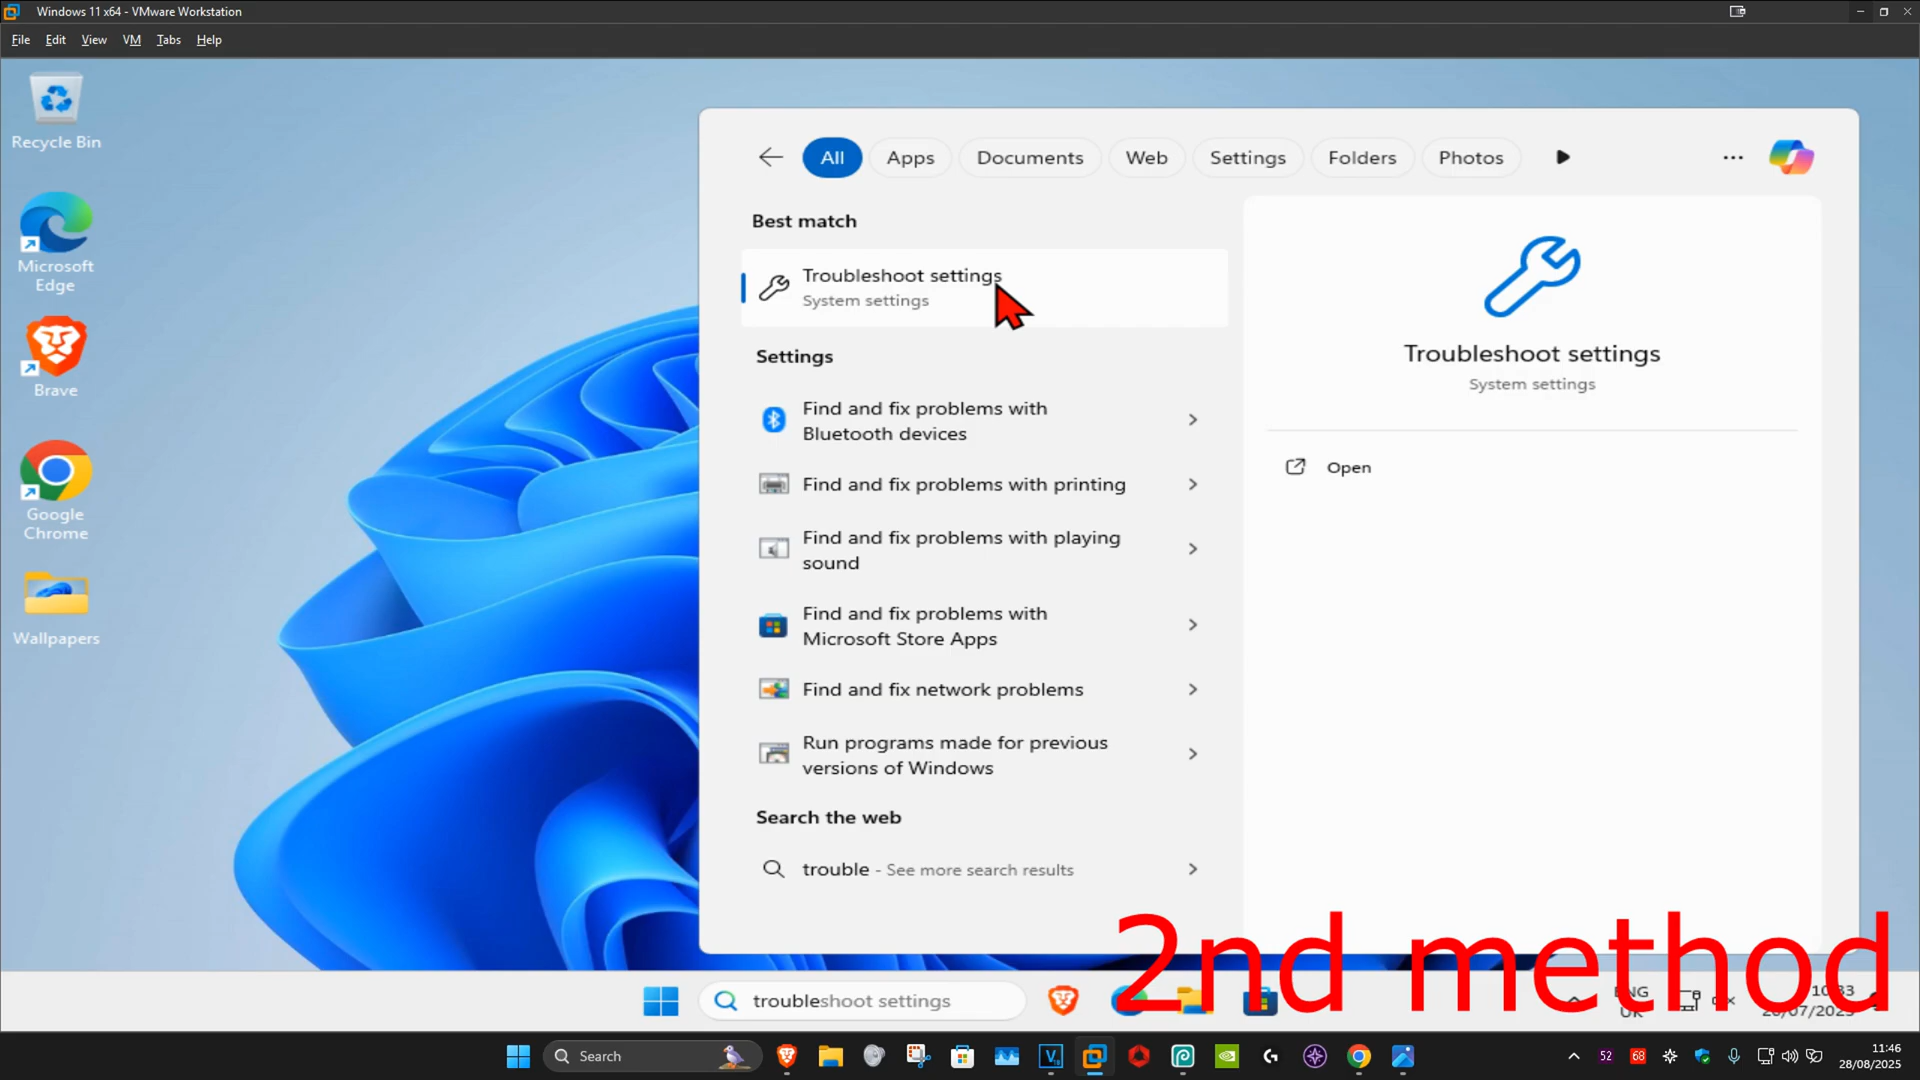 Windows 11 x64 - VMware Workstation
File Edit View VM Tabs Help
Recycle Bin
Microsoft
Edge
Brave
Google
Chrome
Wallpapers
All Apps Documents Web Settings Folders Photos
Best match
Troubleshoot settings
System settings
Settings
Find and fix problems with
Bluetooth devices
Find and fix problems with printing
Find and fix problems with playing
sound
Find and fix problems with
Microsoft Store Apps
Find and fix network problems
Run programs made for previous
versions of Windows
Search the web
trouble - See more search results
Troubleshoot settings
System settings
Open
2nd method
troubleshoot settings
ENG
UK
Search
52
68
11:46
28/08/2025